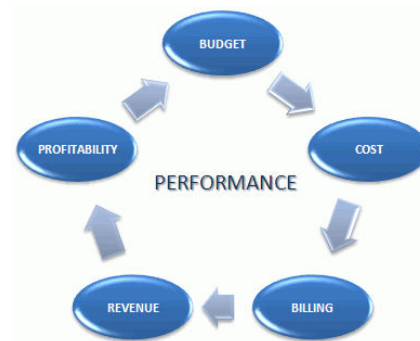 BUDGET
PROFITABILITY
COST
PERFORMANCE
REVENUE
BILLING